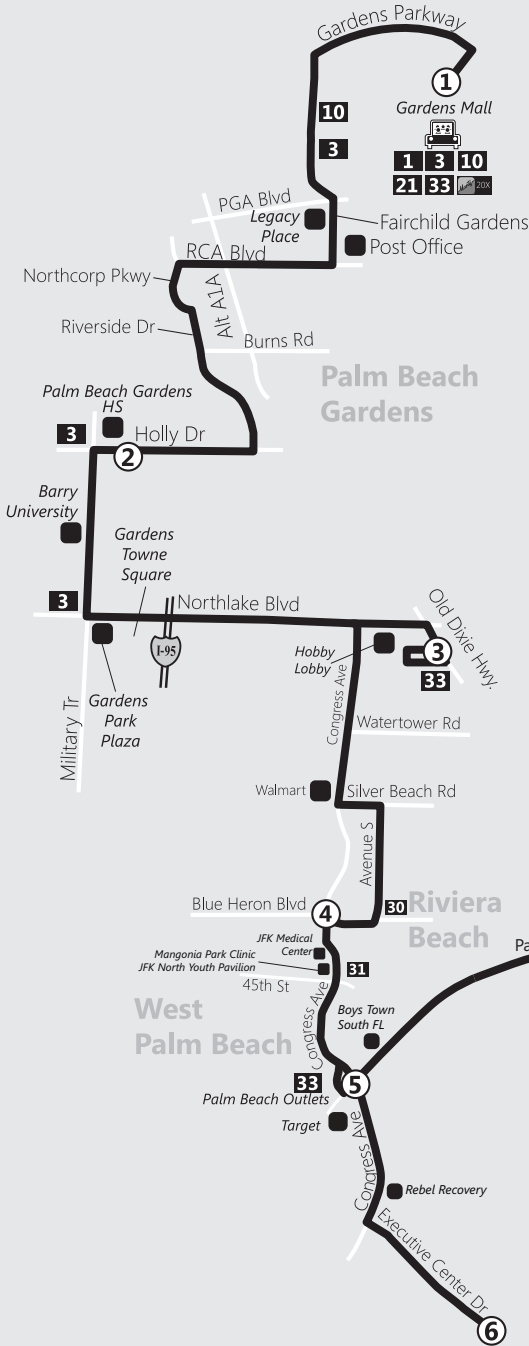 Gardens Parkway
1
Gardens Mall
10
3
1 3 10
21 33 20X
PGA Blvd
Legacy
Place
Fairchild Gardens
Post Office
RCA Blvd
Northcorp Pkwy
Alt A1A
Riverside Dr
Burns Rd
Palm Beach
Gardens
Palm Beach Gardens
HS
3
Holly Dr
2
Barry
University
Gardens
Towne
Square
3
Northlake Blvd
I-95
Old Dixie Hwy.
Hobby
Lobby
3
33
Gardens
Park
Plaza
Military Tr
Congress Ave
Watertower Rd
Walmart
Silver Beach Rd
Avenue S
Blue Heron Blvd
4
30
Riviera
Beach
JFK Medical
Center
Mangonia Park Clinic
JFK North Youth Pavilion
31
45th St
Pa
West
Palm Beach
Congress Ave
Boys Town
South FL
33
5
Palm Beach Outlets
Target
Congress Ave
Rebel Recovery
Executive Center Dr
6